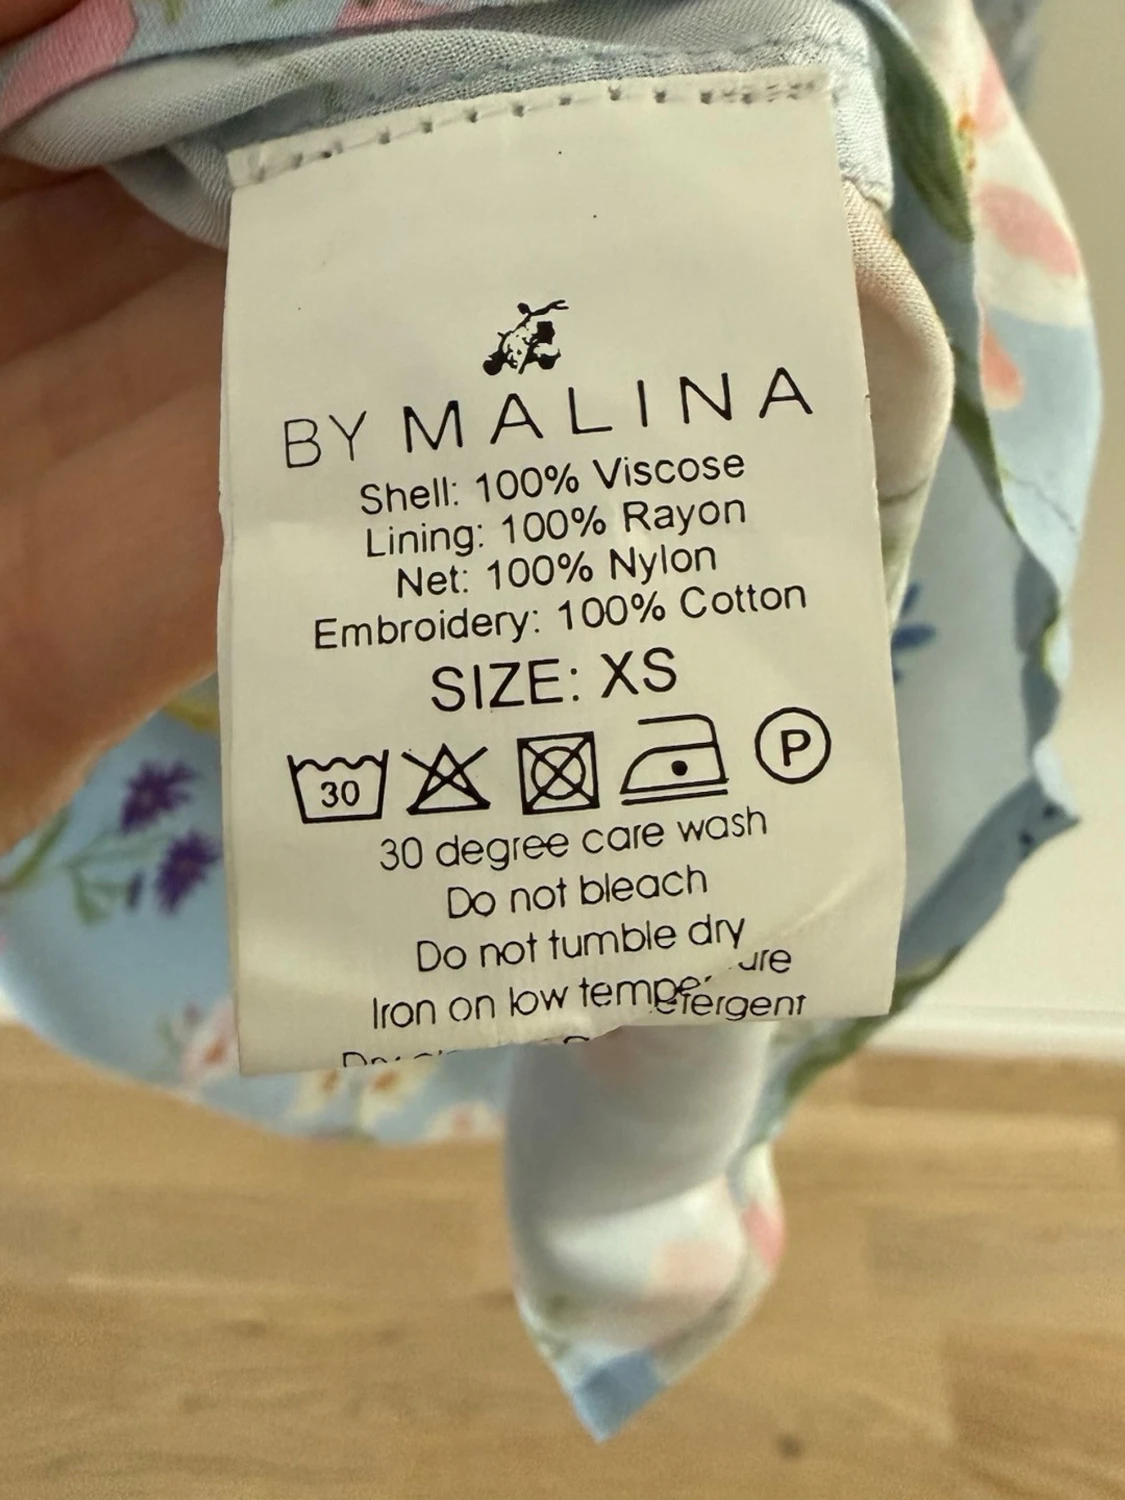 BY MALINA
Shell: 100% Viscose
Lining: 100% Rayon
Net: 100% Nylon
Embroidery: 100% Cotton
SIZE: XS
30
P
30 degree care wash
Do not bleach
Do not tumble dry
Iron on low